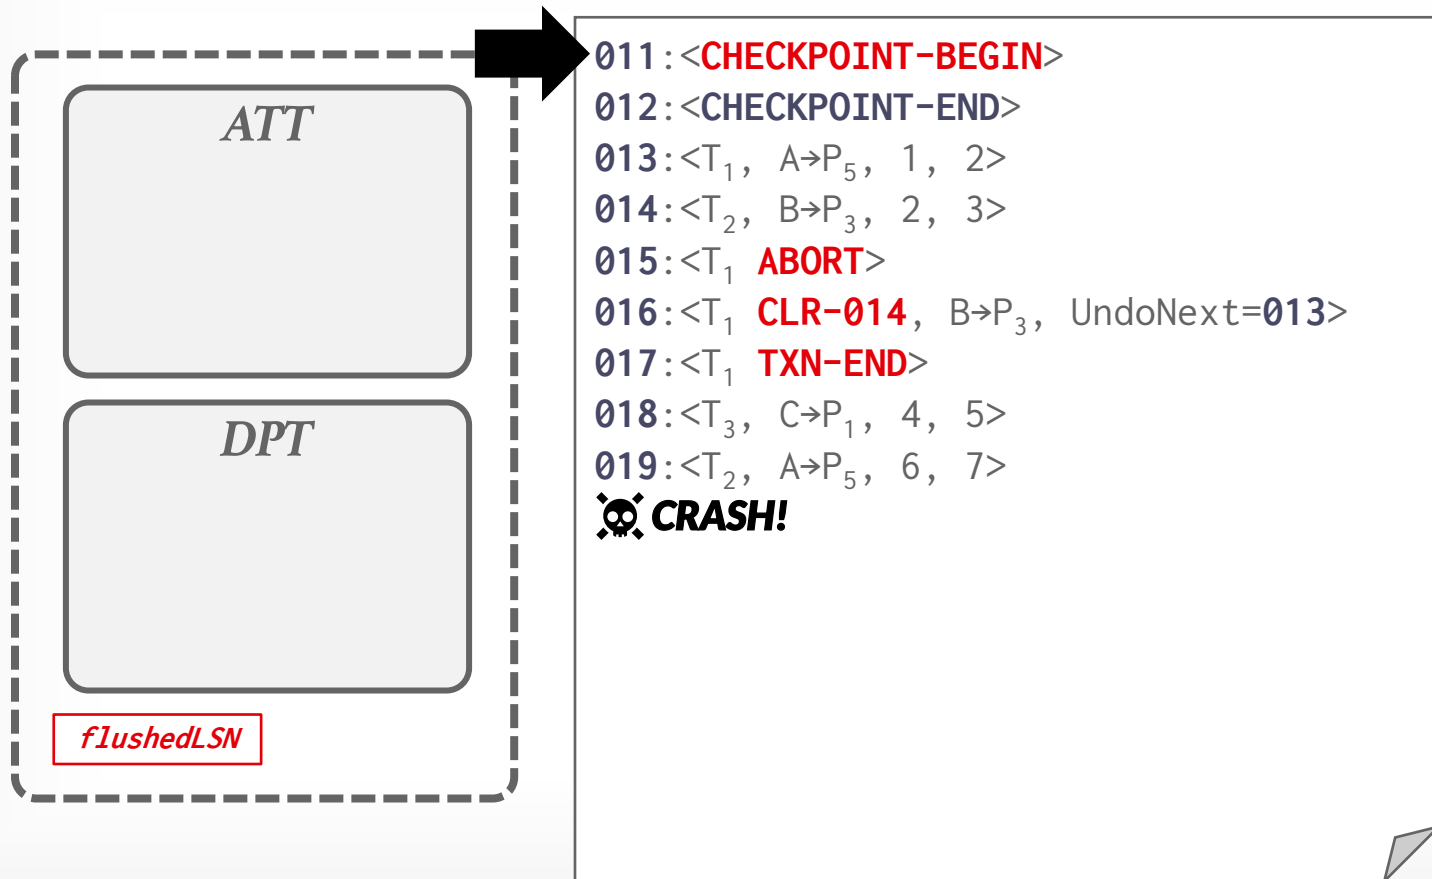 ATT
DPT
flushedLSN
011:<CHECKPOINT-BEGIN>
012:<CHECKPOINT-END>
013:<T₁, A→P₅, 1, 2>
014:<T₂, B→P₃, 2, 3>
015:<T₁ ABORT>
016:<T₁ CLR-014, B→P₃, UndoNext=013>
017:<T₁ TXN-END>
018:<T₃, C→P₁, 4, 5>
019:<T₂, A→P₅, 6, 7>
CRASH!